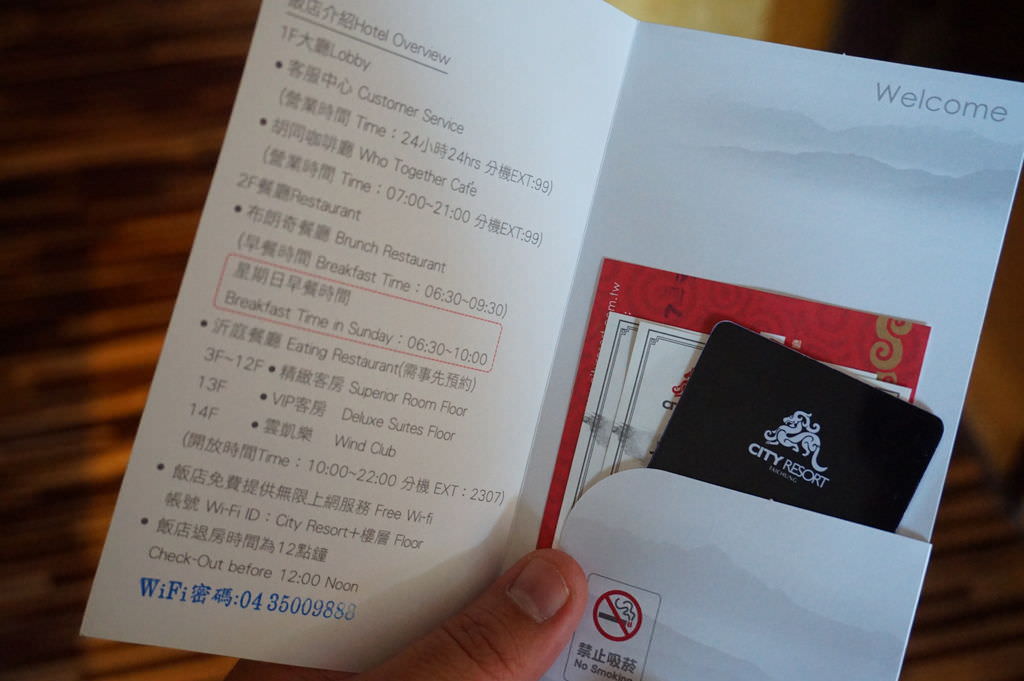 飯店介紹Hotel Overview
1F大廳Lobby
• 客服中心 Customer Service
(營業時間 Time：24小時24hrs 分機EXT:99)
• 胡同咖啡廳 Who Together Cafe
(營業時間 Time：07:00~21:00 分機EXT:99)
2F餐廳Restaurant
• 布朗奇餐廳 Brunch Restaurant
(早餐時間 Breakfast Time：06:30~09:30)
星期日早餐時間
Breakfast Time in Sunday：06:30~10:00
• 沂庭餐廳 Eating Restaurant(需事先預約)
3F~12F • 精緻客房 Superior Room Floor
13F • VIP客房 Deluxe Suites Floor
14F • 雲凱樂 Wind Club
(開放時間Time：10:00~22:00 分機 EXT：2307)
• 飯店免費提供無限上網服務 Free Wi-fi
帳號 Wi-Fi ID：City Resort+樓層 Floor
• 飯店退房時間為12點鐘
Check-Out before 12:00 Noon
WiFi密碼:04 35009888
Welcome
CITY RESORT
TAICHUNG
禁止吸菸
No Smoking